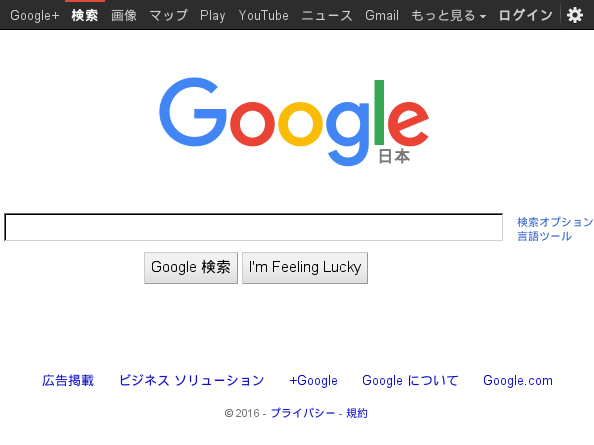 Google+ 検索 画像 マップ Play YouTube ニュース Gmail もっと見る ログイン
Google
日本
検索オプション
言語ツール
Google 検索 I'm Feeling Lucky
広告掲載 ビジネス ソリューション +Google Google について Google.com
© 2016 - プライバシー - 規約